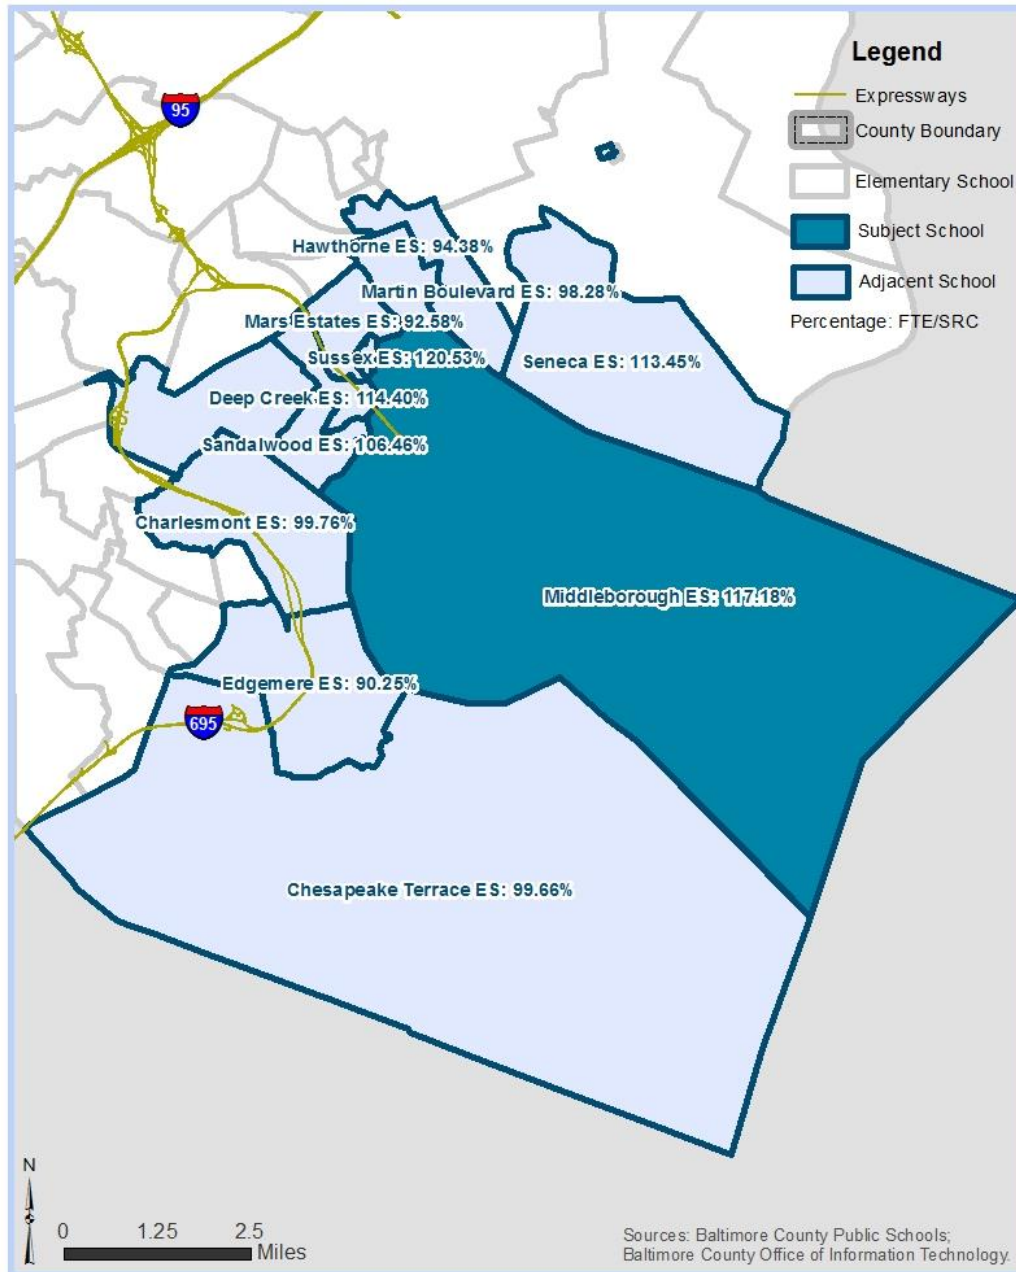 Legend
Expressways
County Boundary
Elementary School
Subject School
Adjacent School
Percentage: FTE/SRC
95
Hawthorne ES: 94.38%
Martin Boulevard ES: 98.28%
Mars Estates ES: 92.58%
Sussex ES: 120.53%
Seneca ES: 113.45%
Deep Creek ES: 114.40%
Sandalwood ES: 106.46%
Charlesmont ES: 99.76%
Middleborough ES: 117.18%
Edgemere ES: 90.25%
695
Chesapeake Terrace ES: 99.66%
N
0 1.25 2.5
Miles
Sources: Baltimore County Public Schools;
Baltimore County Office of Information Technology.